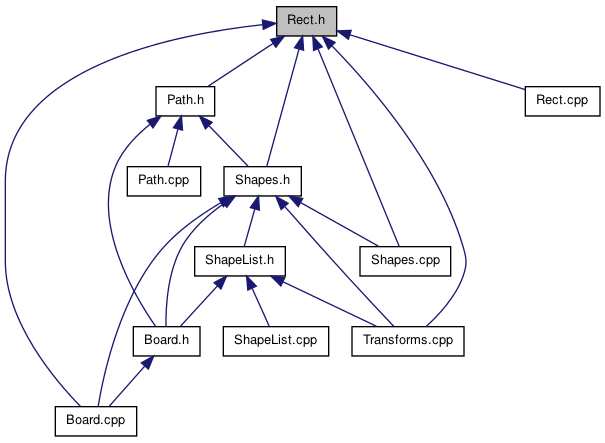 Rect.h
Path.h
Rect.cpp
Path.cpp
Shapes.h
ShapeList.h
Shapes.cpp
Board.h
ShapeList.cpp
Transforms.cpp
Board.cpp